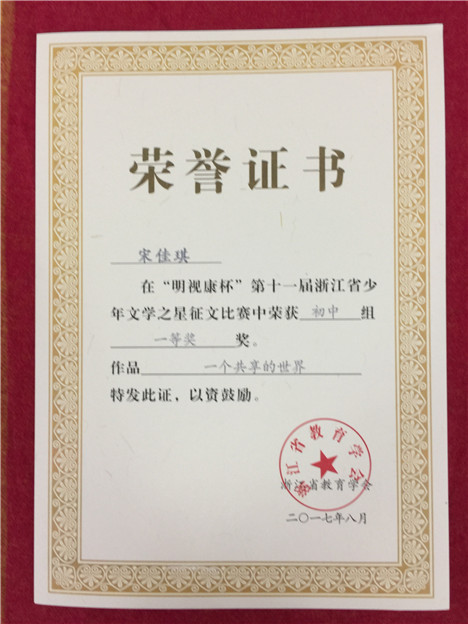 荣誉证书
宋佳琪
在“明视康杯”第十一届浙江省少
年文学之星征文比赛中荣获 初中 组
一等奖 奖。
作品 一个共享的世界
特发此证，以资鼓励。
浙江省教育学会
浙江省教育学会
二〇一七年八月